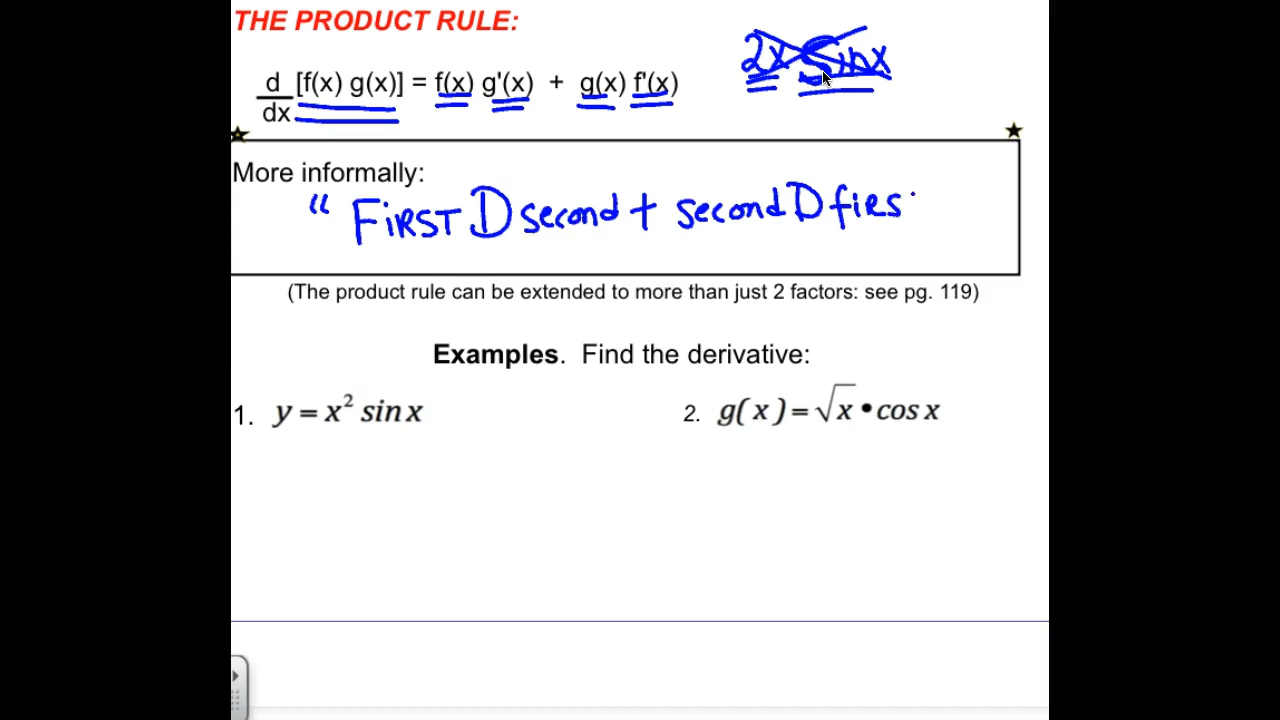 THE PRODUCT RULE:
2x sinx
d
dx [f(x) g(x)] = f(x) g'(x) + g(x) f'(x)
More informally:
“ FIRST D second + second D firs
(The product rule can be extended to more than just 2 factors: see pg. 119)
Examples. Find the derivative:
1. y = x² sin x
2. g(x) = √x • cos x